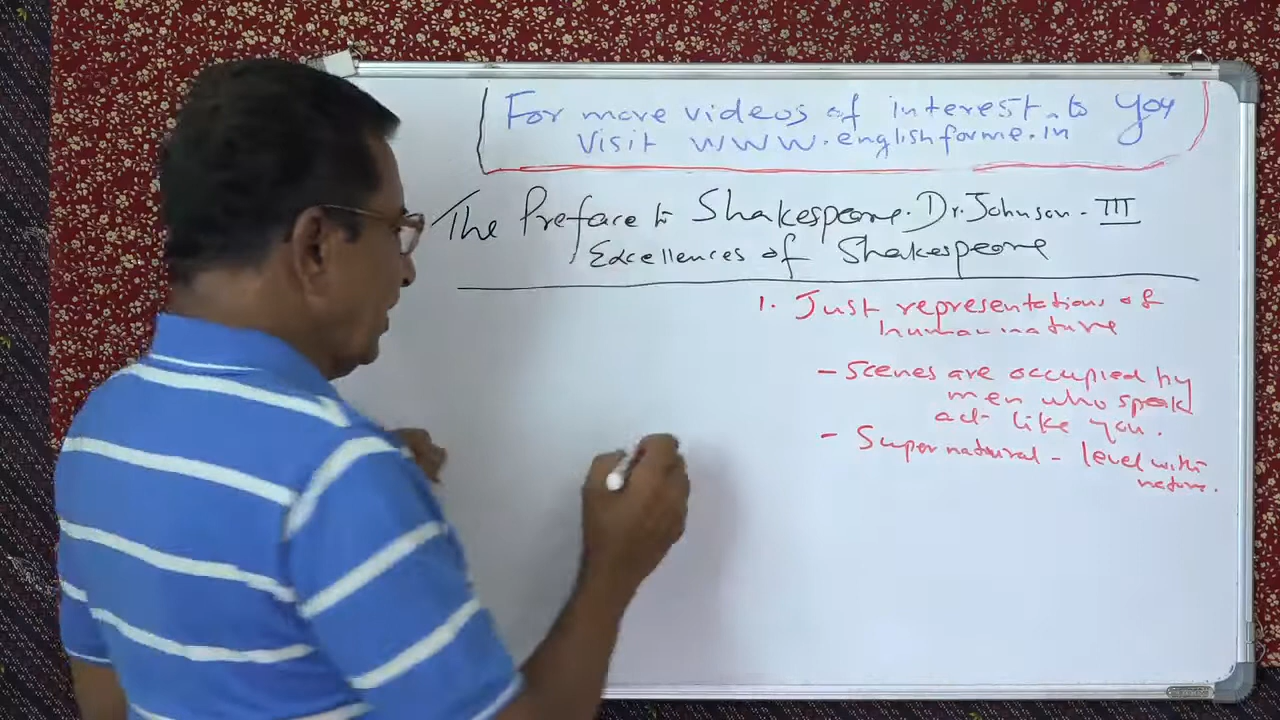 For more videos of interest to you
Visit www.englishforme.in
The Preface to Shakespeare. Dr. Johnson - III
Excellences of Shakespeare
1. Just representations of
human nature
- Scenes are occupied by
men who speak
act like you.
- Supernatural - level with
nature.